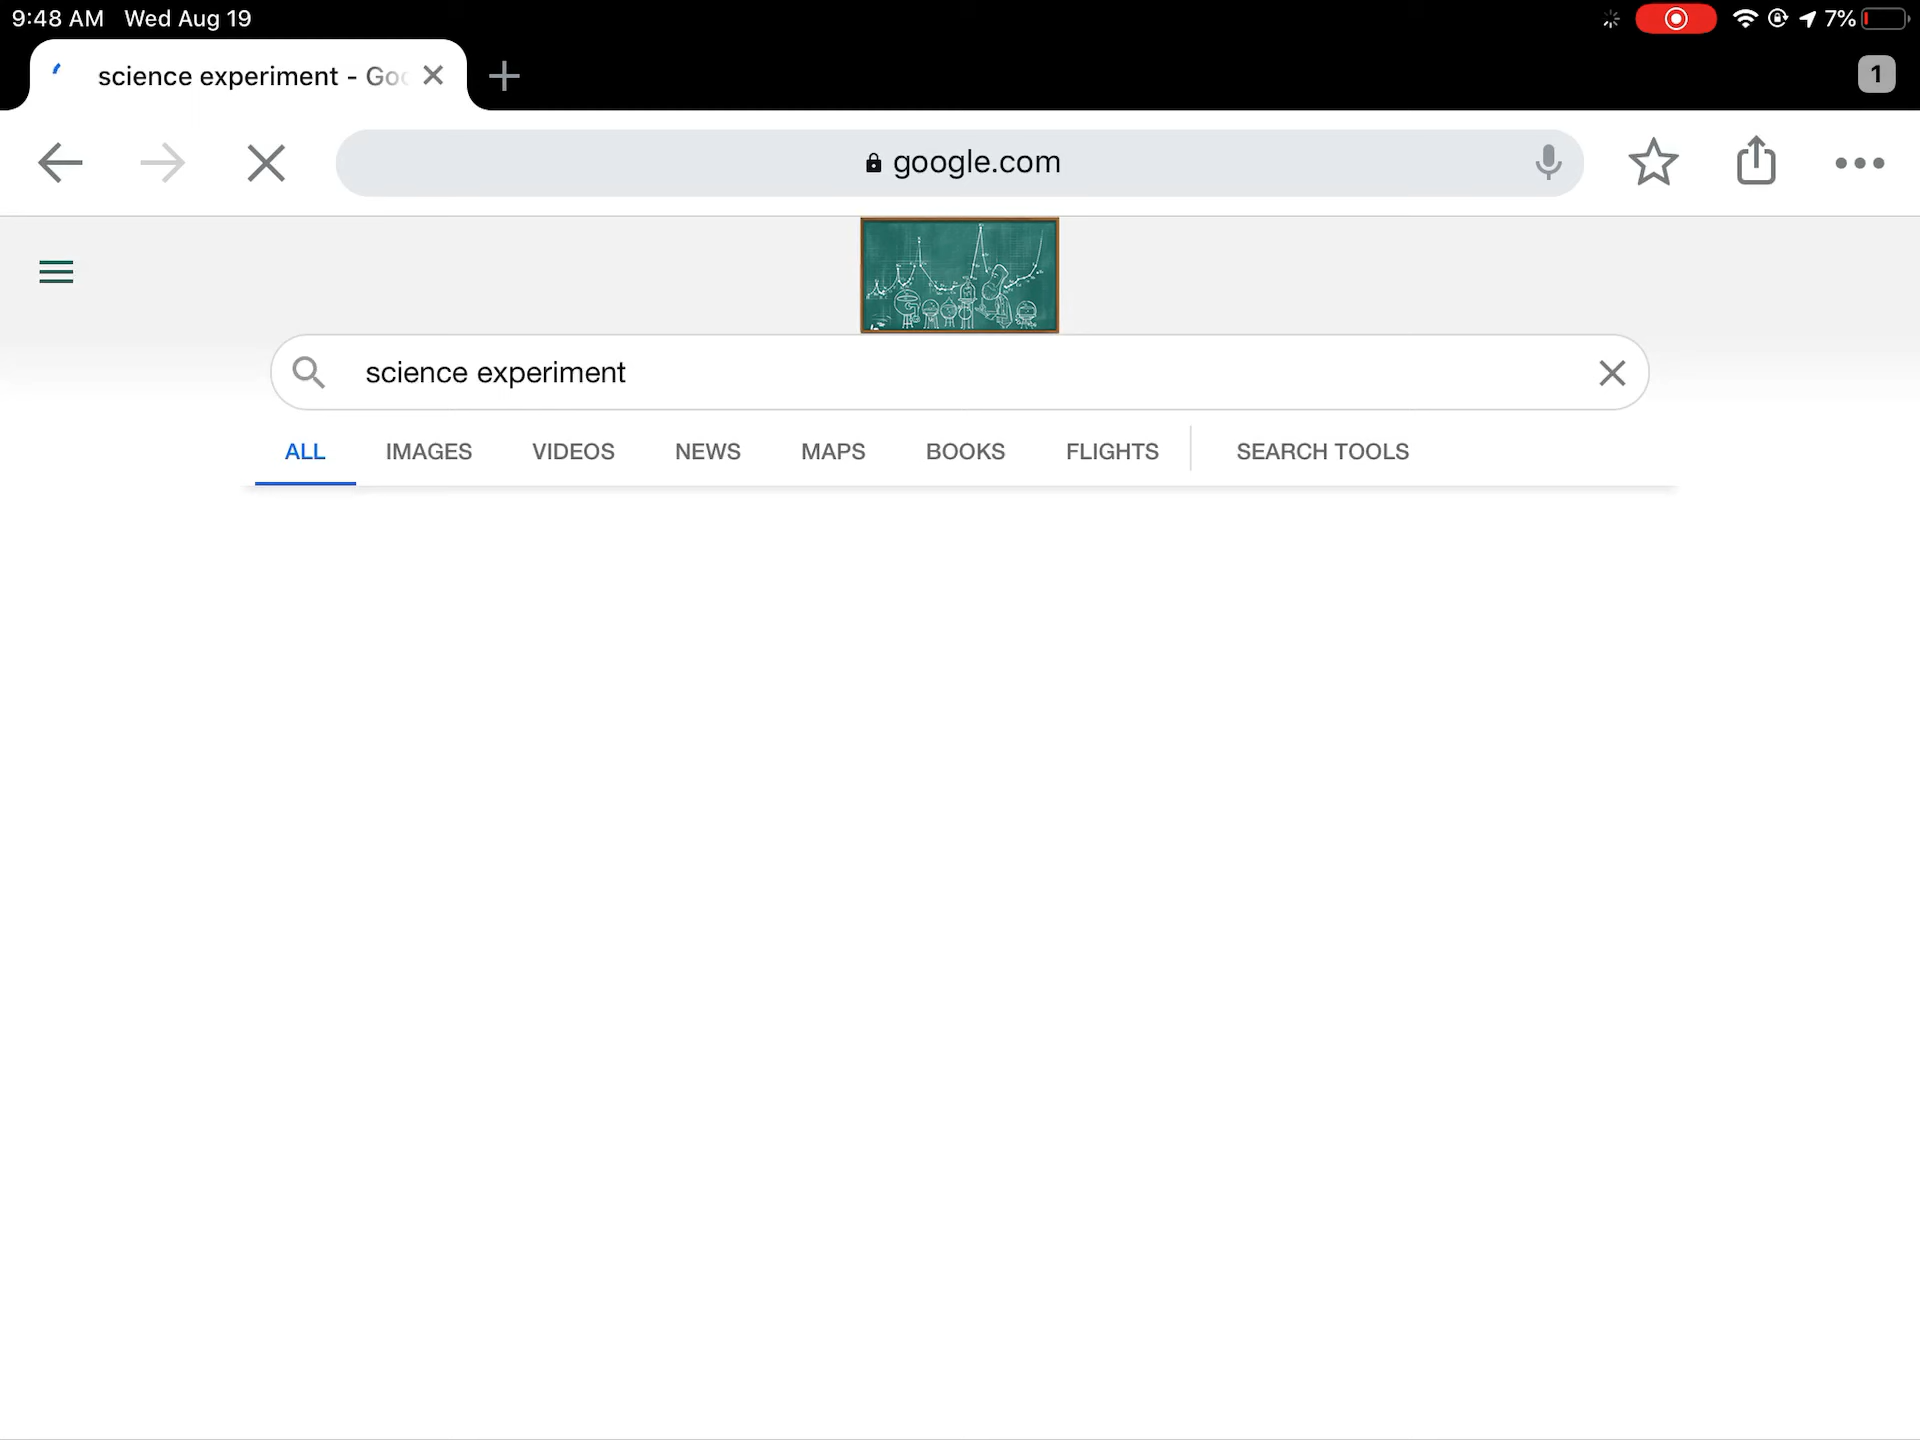 9:48 AM Wed Aug 19 7%
science experiment - Goo
1
google.com
science experiment
ALL IMAGES VIDEOS NEWS MAPS BOOKS FLIGHTS SEARCH TOOLS